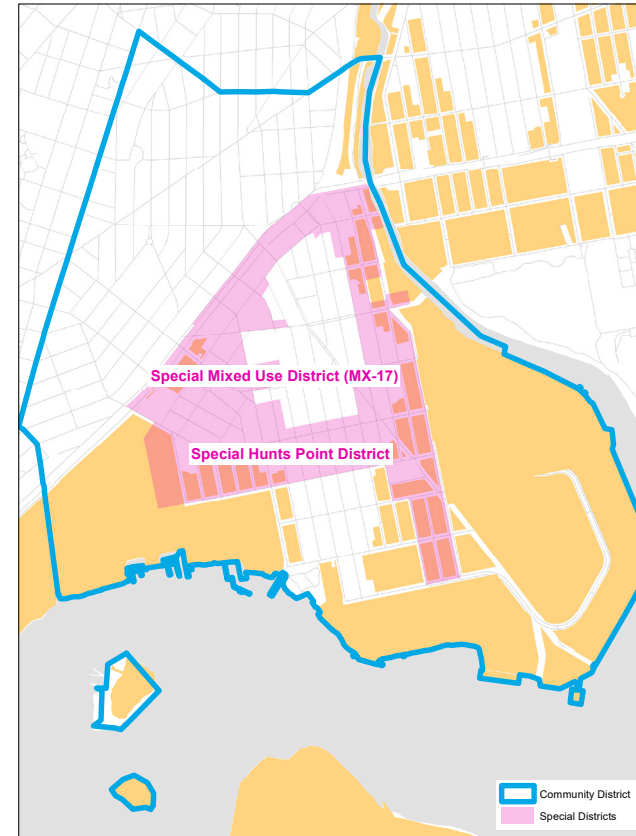 Special Mixed Use District (MX-17)
Special Hunts Point District
Community District
Special Districts